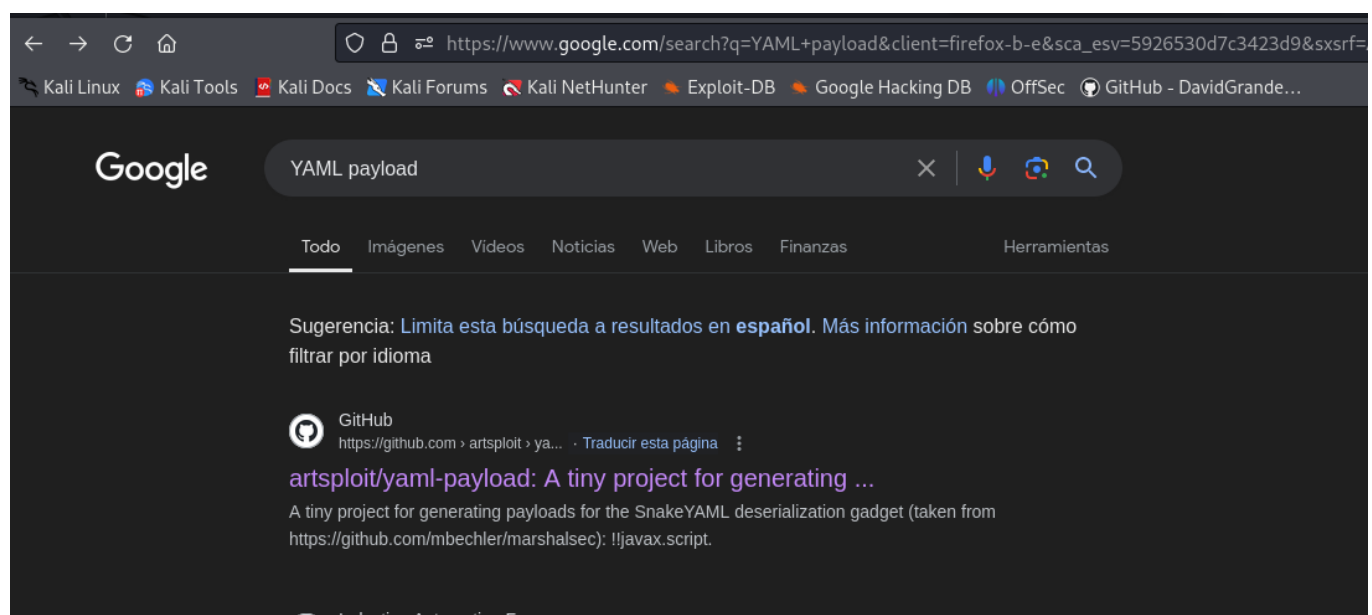 https://www.google.com/search?q=YAML+payload&client=firefox-b-e&sca_esv=5926530d7c3423d9&sxsrf=
Kali Linux Kali Tools Kali Docs Kali Forums Kali NetHunter Exploit-DB Google Hacking DB OffSec GitHub - DavidGrande…
Google YAML payload
Todo Imágenes Vídeos Noticias Web Libros Finanzas Herramientas
Sugerencia: Limita esta búsqueda a resultados en español. Más información sobre cómo
filtrar por idioma
GitHub
https://github.com › artsploit › ya... · Traducir esta página
artsploit/yaml-payload: A tiny project for generating ...
A tiny project for generating payloads for the SnakeYAML deserialization gadget (taken from
https://github.com/mbechler/marshalsec): !!javax.script.